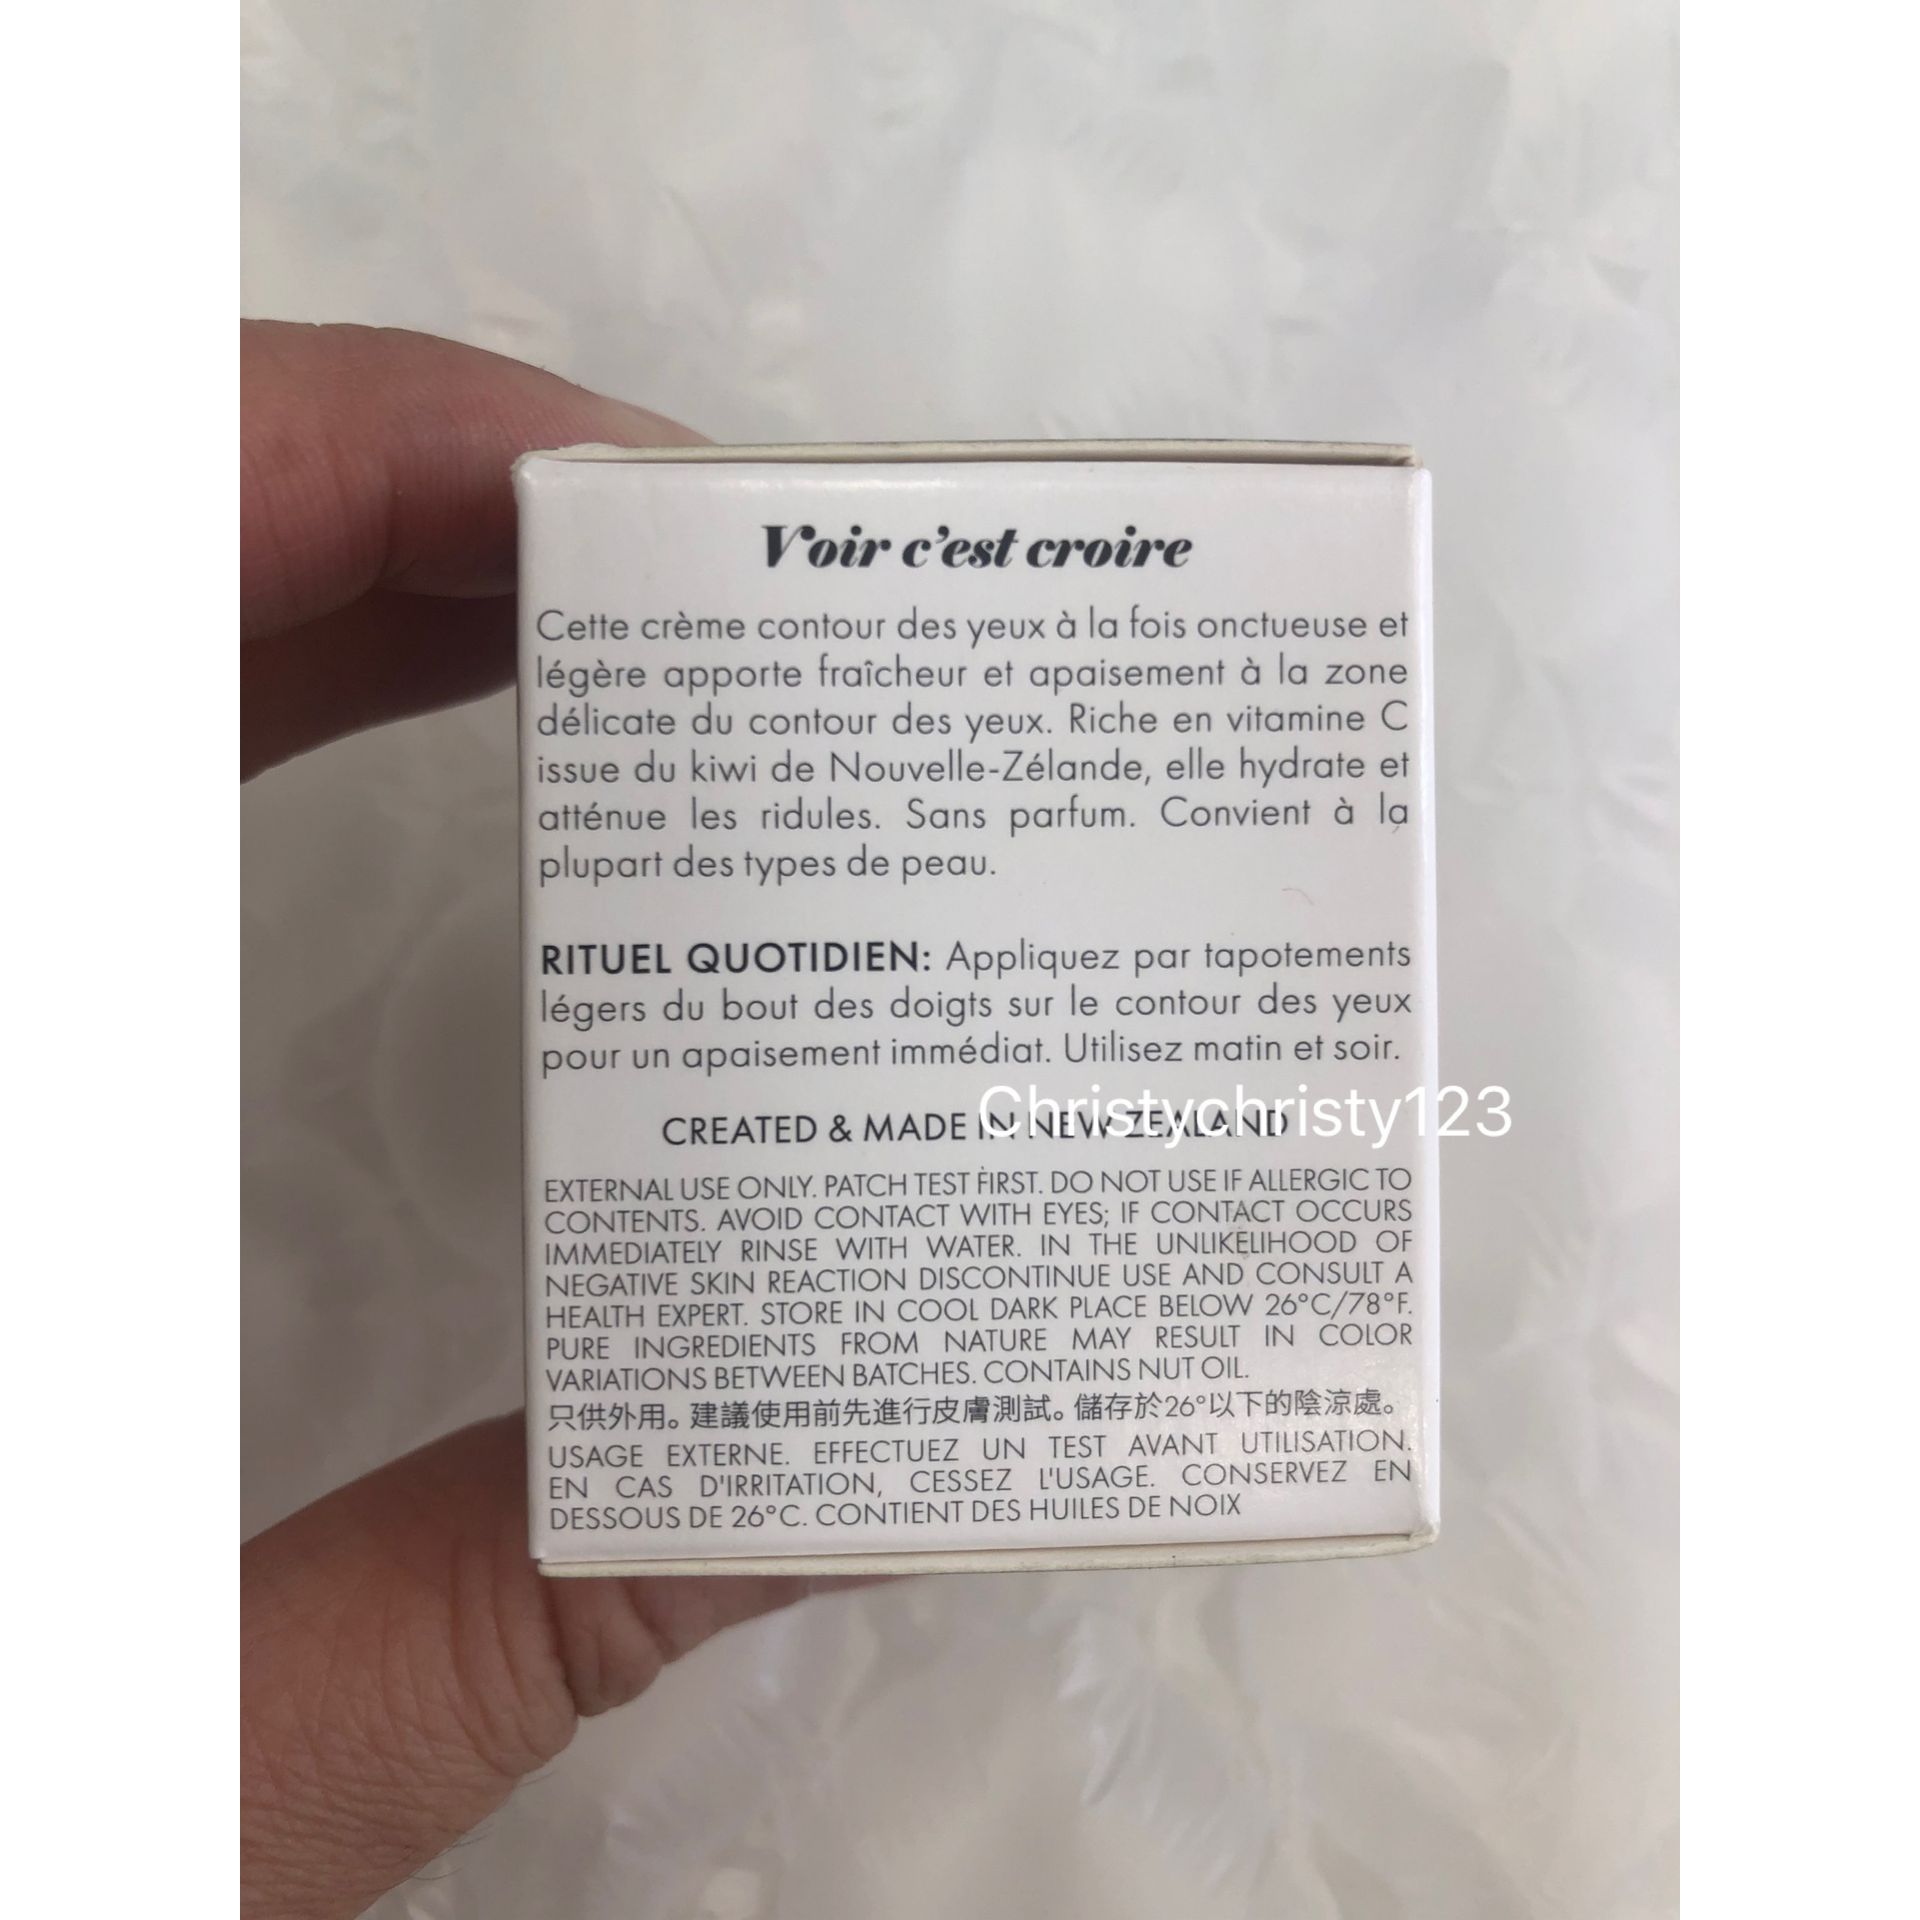 Voir c'est croire
Cette crème contour des yeux à la fois onctueuse et
légère apporte fraîcheur et apaisement à la zone
délicate du contour des yeux. Riche en vitamine C
issue du kiwi de Nouvelle-Zélande, elle hydrate et
atténue les ridules. Sans parfum. Convient à la
plupart des types de peau.
RITUEL QUOTIDIEN: Appliquez par tapotements
légers du bout des doigts sur le contour des yeux
pour un apaisement immédiat. Utilisez matin et soir.
Christychristy123
CREATED & MADE IN NEW ZEALAND
EXTERNAL USE ONLY. PATCH TEST FIRST. DO NOT USE IF ALLERGIC TO
CONTENTS. AVOID CONTACT WITH EYES; IF CONTACT OCCURS
IMMEDIATELY RINSE WITH WATER. IN THE UNLIKELIHOOD OF
NEGATIVE SKIN REACTION DISCONTINUE USE AND CONSULT A
HEALTH EXPERT. STORE IN COOL DARK PLACE BELOW 26°C/78°F.
PURE INGREDIENTS FROM NATURE MAY RESULT IN COLOR
VARIATIONS BETWEEN BATCHES. CONTAINS NUT OIL.
只供外用。建議使用前先進行皮膚測試。儲存於26°以下的陰涼處。
USAGE EXTERNE. EFFECTUEZ UN TEST AVANT UTILISATION.
EN CAS D'IRRITATION, CESSEZ L'USAGE. CONSERVEZ EN
DESSOUS DE 26°C. CONTIENT DES HUILES DE NOIX